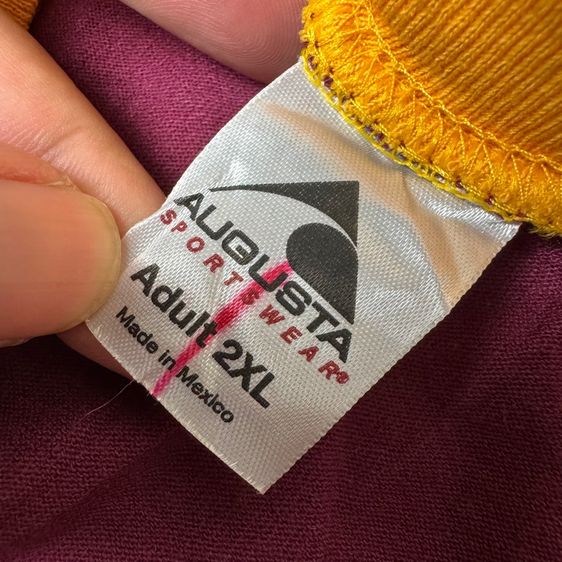 AUGUSTA
SPORTSWEAR®
Adult 2XL
Made in Mexico